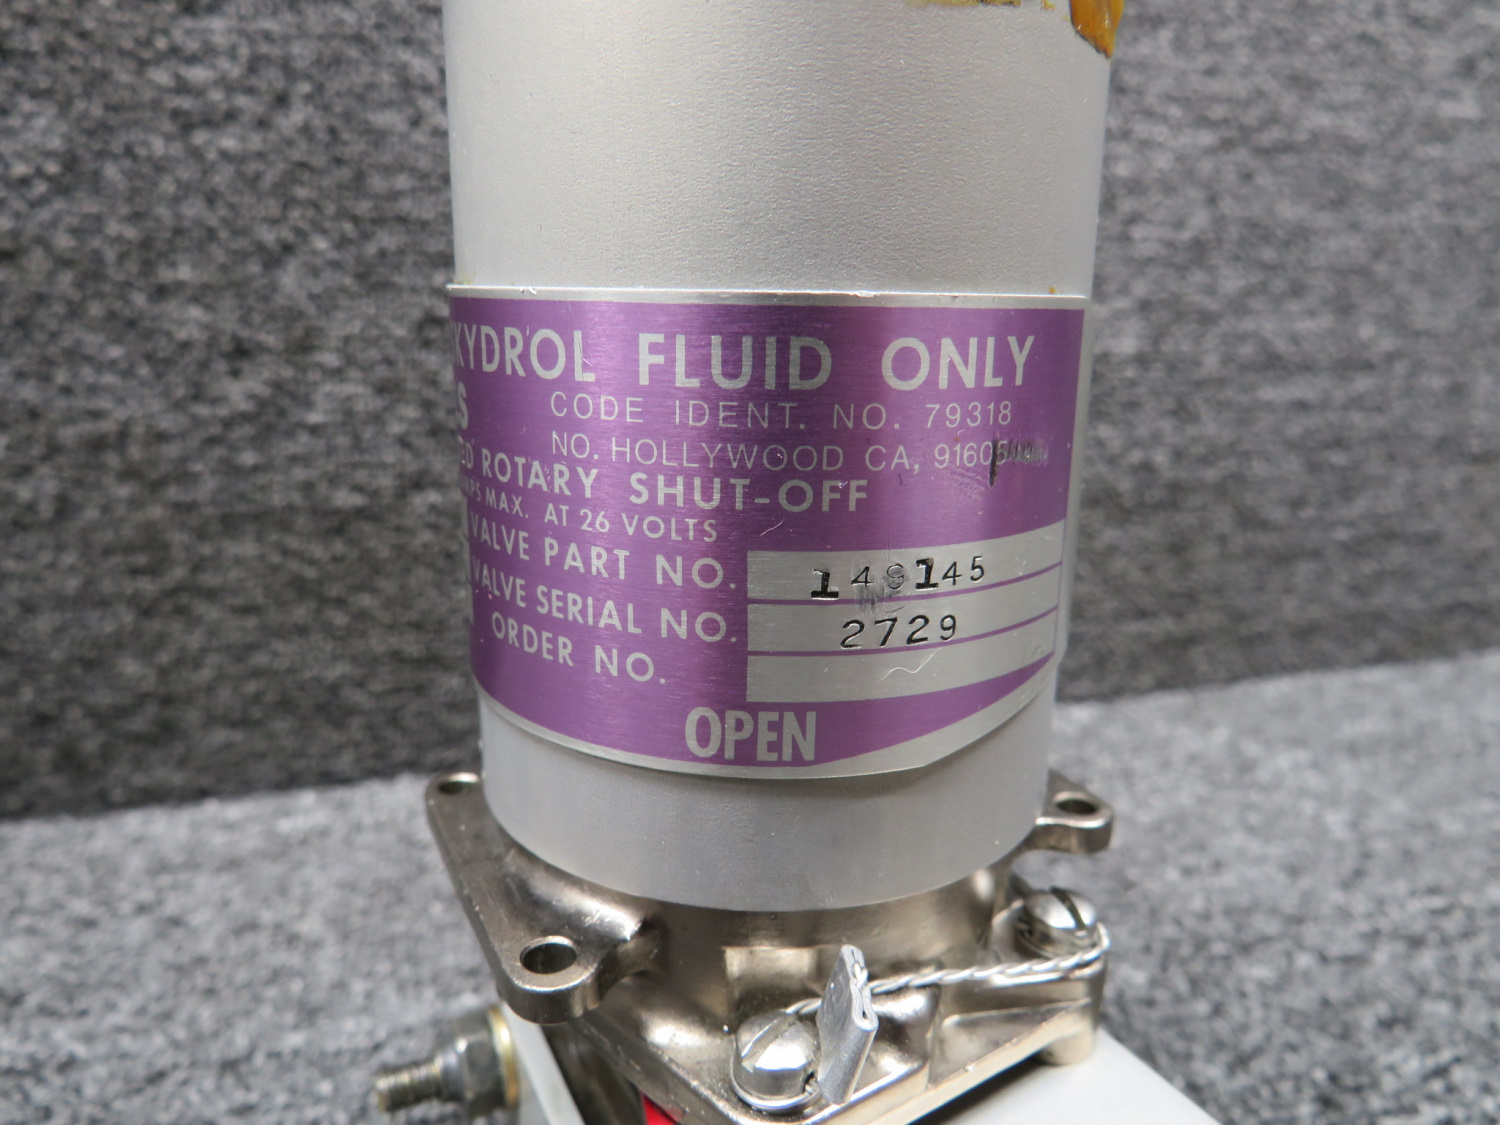 KYDROL FLUID ONLY
CODE IDENT. NO. 79318
NO. HOLLYWOOD CA, 91605
ROTARY SHUT-OFF
MAX. AT 26 VOLTS
VALVE PART NO. 149145
VALVE SERIAL NO. 2729
ORDER NO.
OPEN